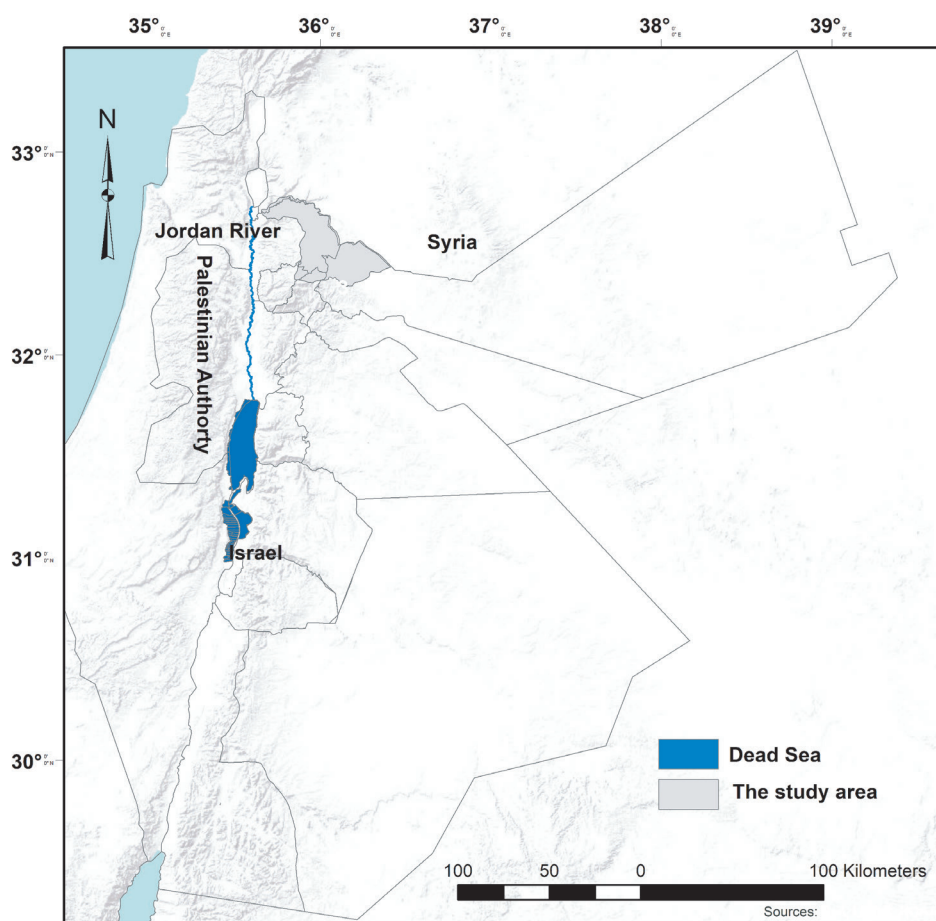 35° 36° 37° 38° 39°
N
33°
Jordan River
Syria
Palestinian Authorty
32°
31°
Israel
30°
Dead Sea
The study area
100 50 0 100 Kilometers
Sources: